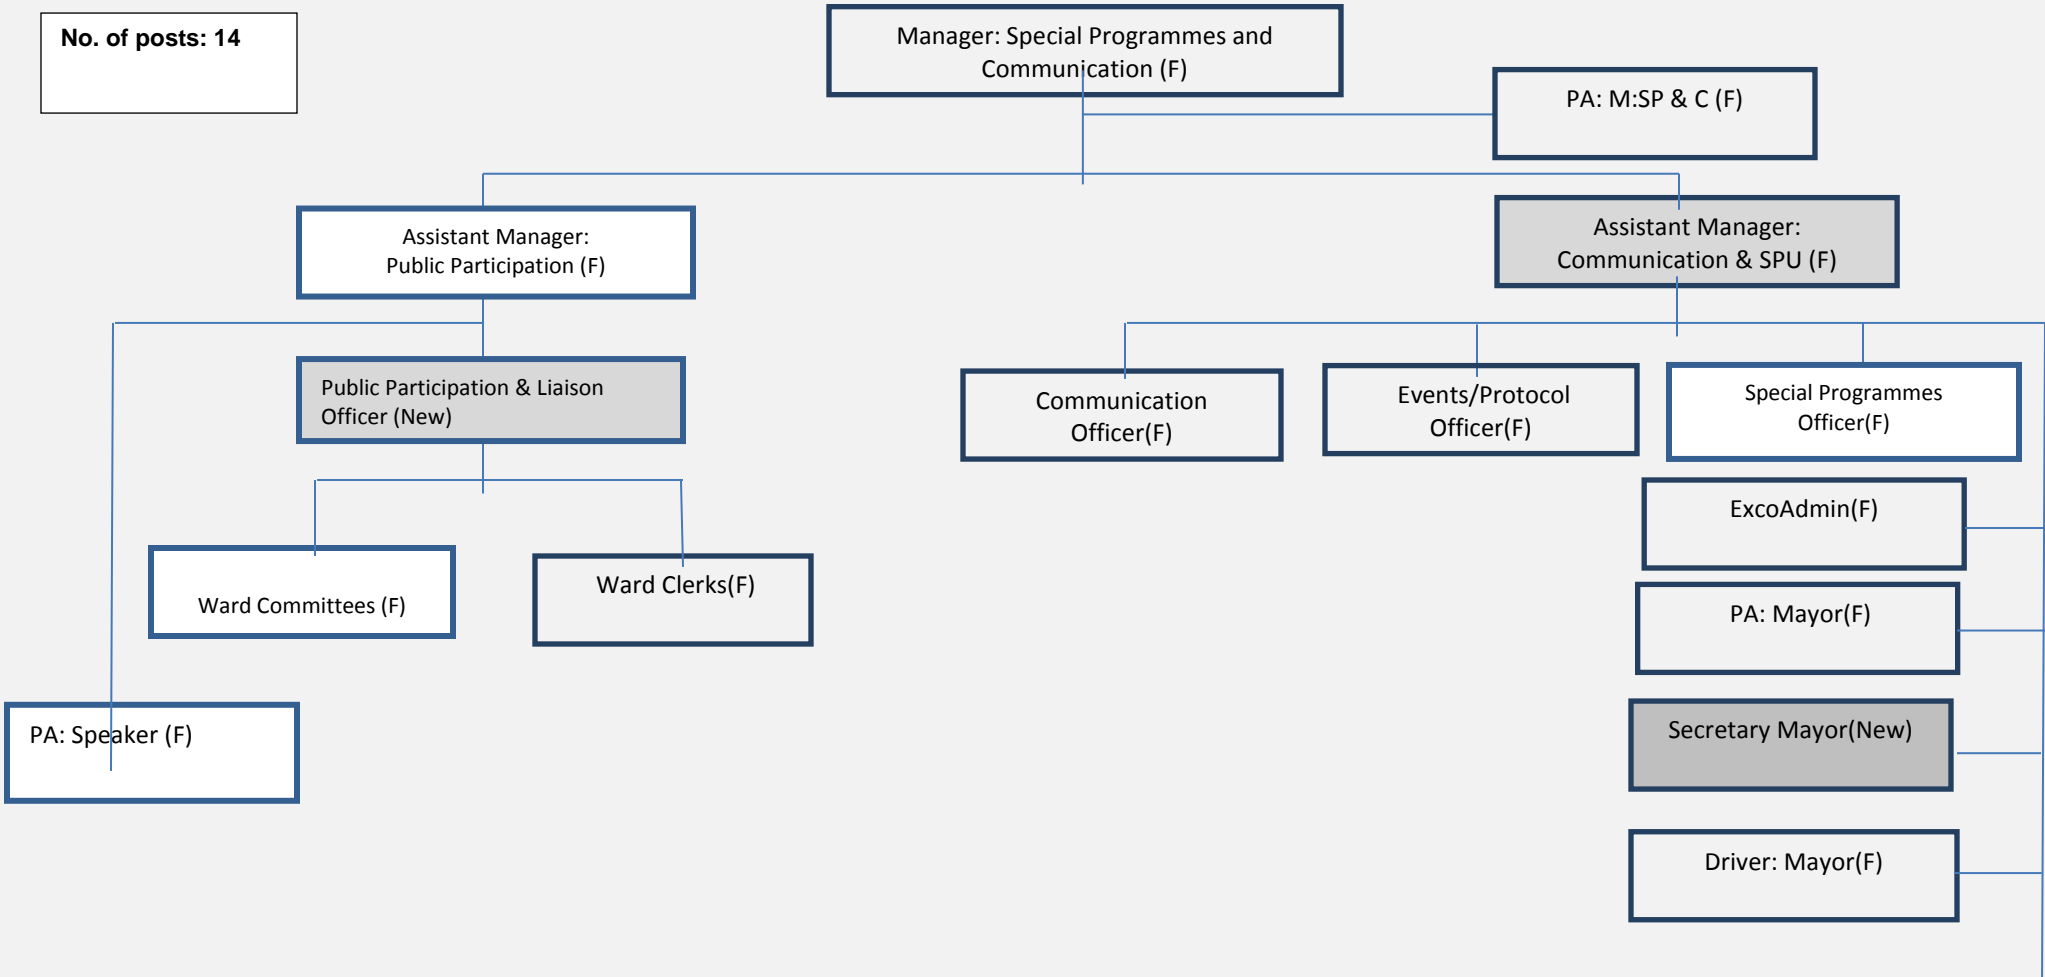 No. of posts: 14
Manager: Special Programmes and
Communication (F)
PA: M:SP & C (F)
Assistant Manager:
Public Participation (F)
Assistant Manager:
Communication & SPU (F)
Public Participation & Liaison
Officer (New)
Communication
Officer(F)
Events/Protocol
Officer(F)
Special Programmes
Officer(F)
ExcoAdmin(F)
Ward Committees (F)
Ward Clerks(F)
PA: Mayor(F)
PA: Speaker (F)
Secretary Mayor(New)
Driver: Mayor(F)